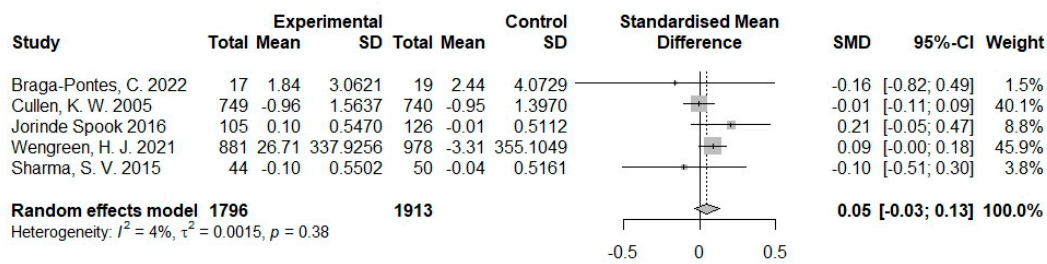 Experimental Control Standardised Mean
Study Total Mean SD Total Mean SD Difference SMD 95%-CI Weight
Braga-Pontes, C. 2022 17 1.84 3.0621 19 2.44 4.0729 -0.16 [-0.82; 0.49] 1.5%
Cullen, K. W. 2005 749 -0.96 1.5637 740 -0.95 1.3970 -0.01 [-0.11; 0.09] 40.1%
Jorinde Spook 2016 105 0.10 0.5470 126 -0.01 0.5112 0.21 [-0.05; 0.47] 8.8%
Wengreen, H. J. 2021 881 26.71 337.9256 978 -3.31 355.1049 0.09 [-0.00; 0.18] 45.9%
Sharma, S. V. 2015 44 -0.10 0.5502 50 -0.04 0.5161 -0.10 [-0.51; 0.30] 3.8%
Random effects model 1796 1913 0.05 [-0.03; 0.13] 100.0%
Heterogeneity: I² = 4%, τ² = 0.0015, p = 0.38
-0.5 0 0.5